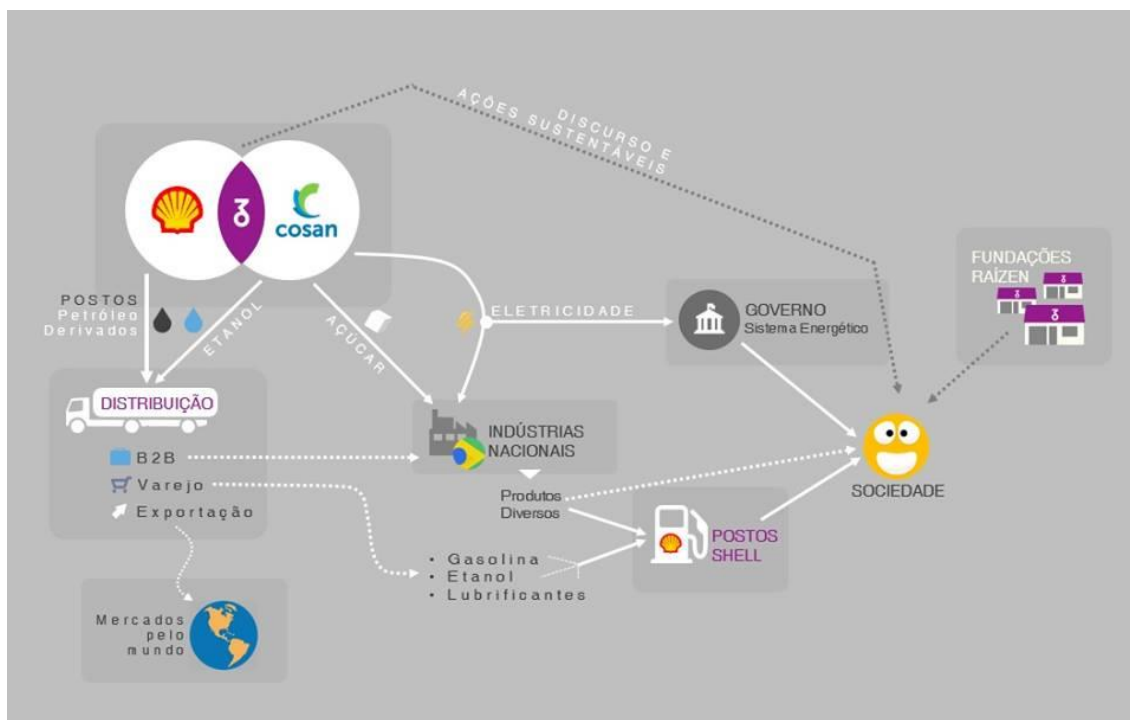 DISCURSO E
AÇÕES SUSTENTÁVEIS
cosan
FUNDAÇÕES
RAÍZEN
POSTOS
Petróleo
Derivados
ETANOL
AÇÚCAR
ELETRICIDADE
GOVERNO
Sistema Energético
DISTRIBUIÇÃO
B2B
Varejo
Exportação
INDÚSTRIAS
NACIONAIS
Produtos
Diversos
SOCIEDADE
POSTOS
SHELL
• Gasolina
• Etanol
• Lubrificantes
Mercados
pelo
mundo